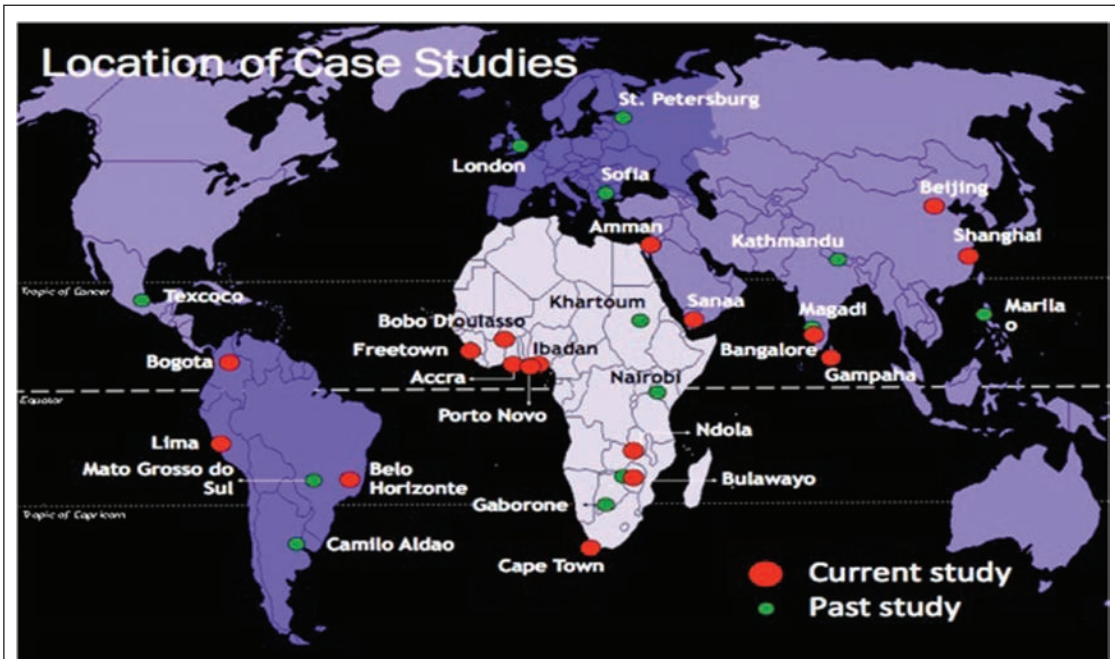 Location of Case Studies
St. Petersburg
London
Sofia
Beijing
Amman
Kathmandu
Shanghai
Tropic of Cancer
Texcoco
Khartoum
Sanaa
Magadi
Marila
o
Bobo Dioulasso
Freetown
Ibadan
Bangalore
Bogota
Accra
Gampaha
Nairobi
Equator
Porto Novo
Ndola
Lima
Mato Grosso do
Sul
Belo
Horizonte
Bulawayo
Gaborone
Tropic of Capricorn
Camilo Aldao
Cape Town
Current study
Past study